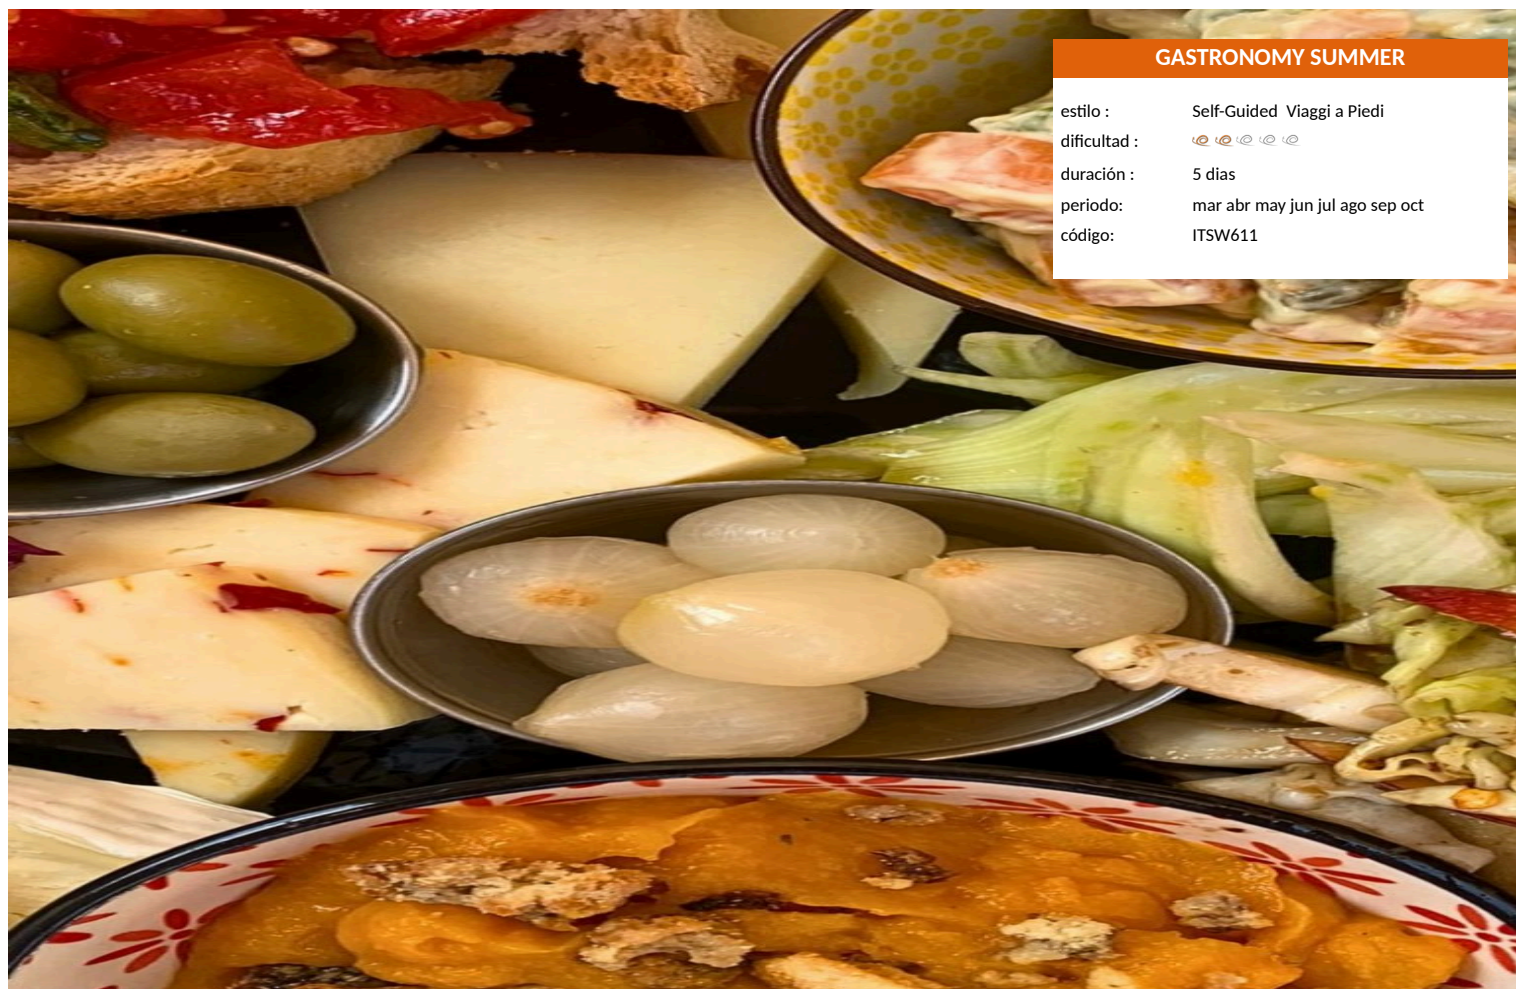 GASTRONOMY SUMMER
estilo : Self-Guided  Viaggi a Piedi
dificultad :
duración : 5 dias
periodo: mar abr may jun jul ago sep oct
código: ITSW611